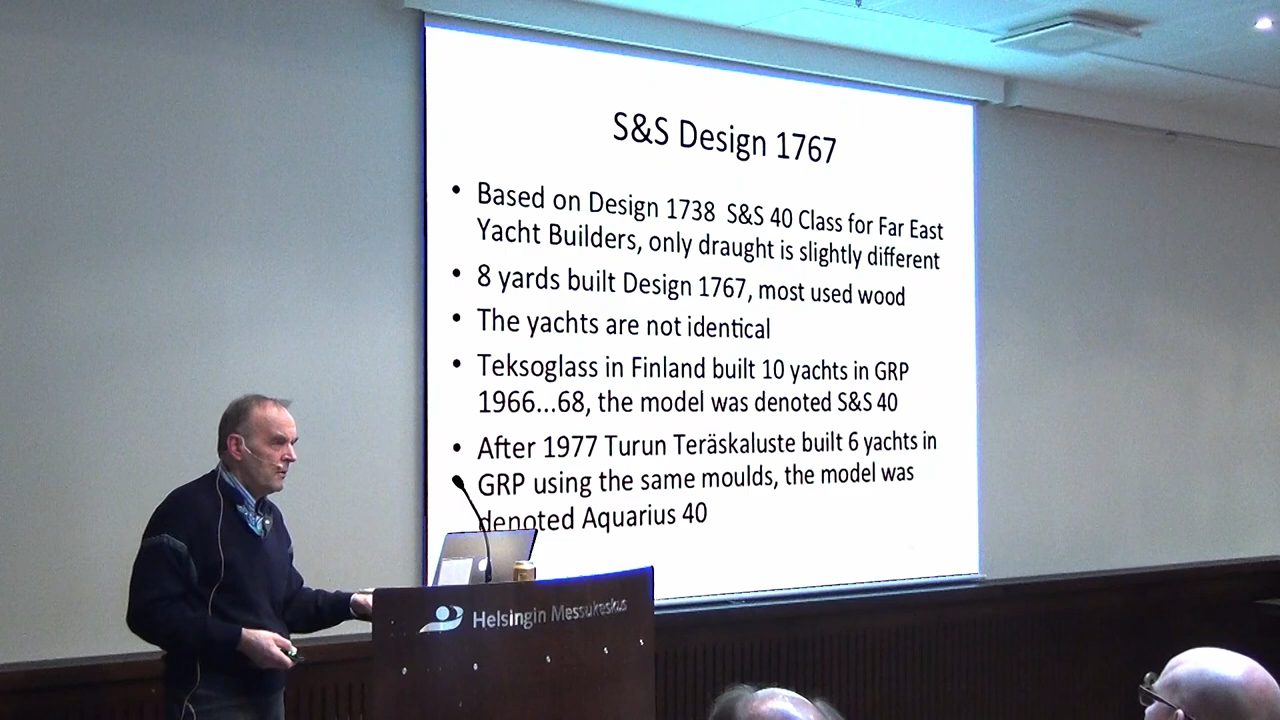 S&S Design 1767
• Based on Design 1738 S&S 40 Class for Far East
Yacht Builders, only draught is slightly different
• 8 yards built Design 1767, most used wood
• The yachts are not identical
• Teksoglass in Finland built 10 yachts in GRP
1966...68, the model was denoted S&S 40
• After 1977 Turun Teräskaluste built 6 yachts in
GRP using the same moulds, the model was
denoted Aquarius 40
Helsingin Messukeskus